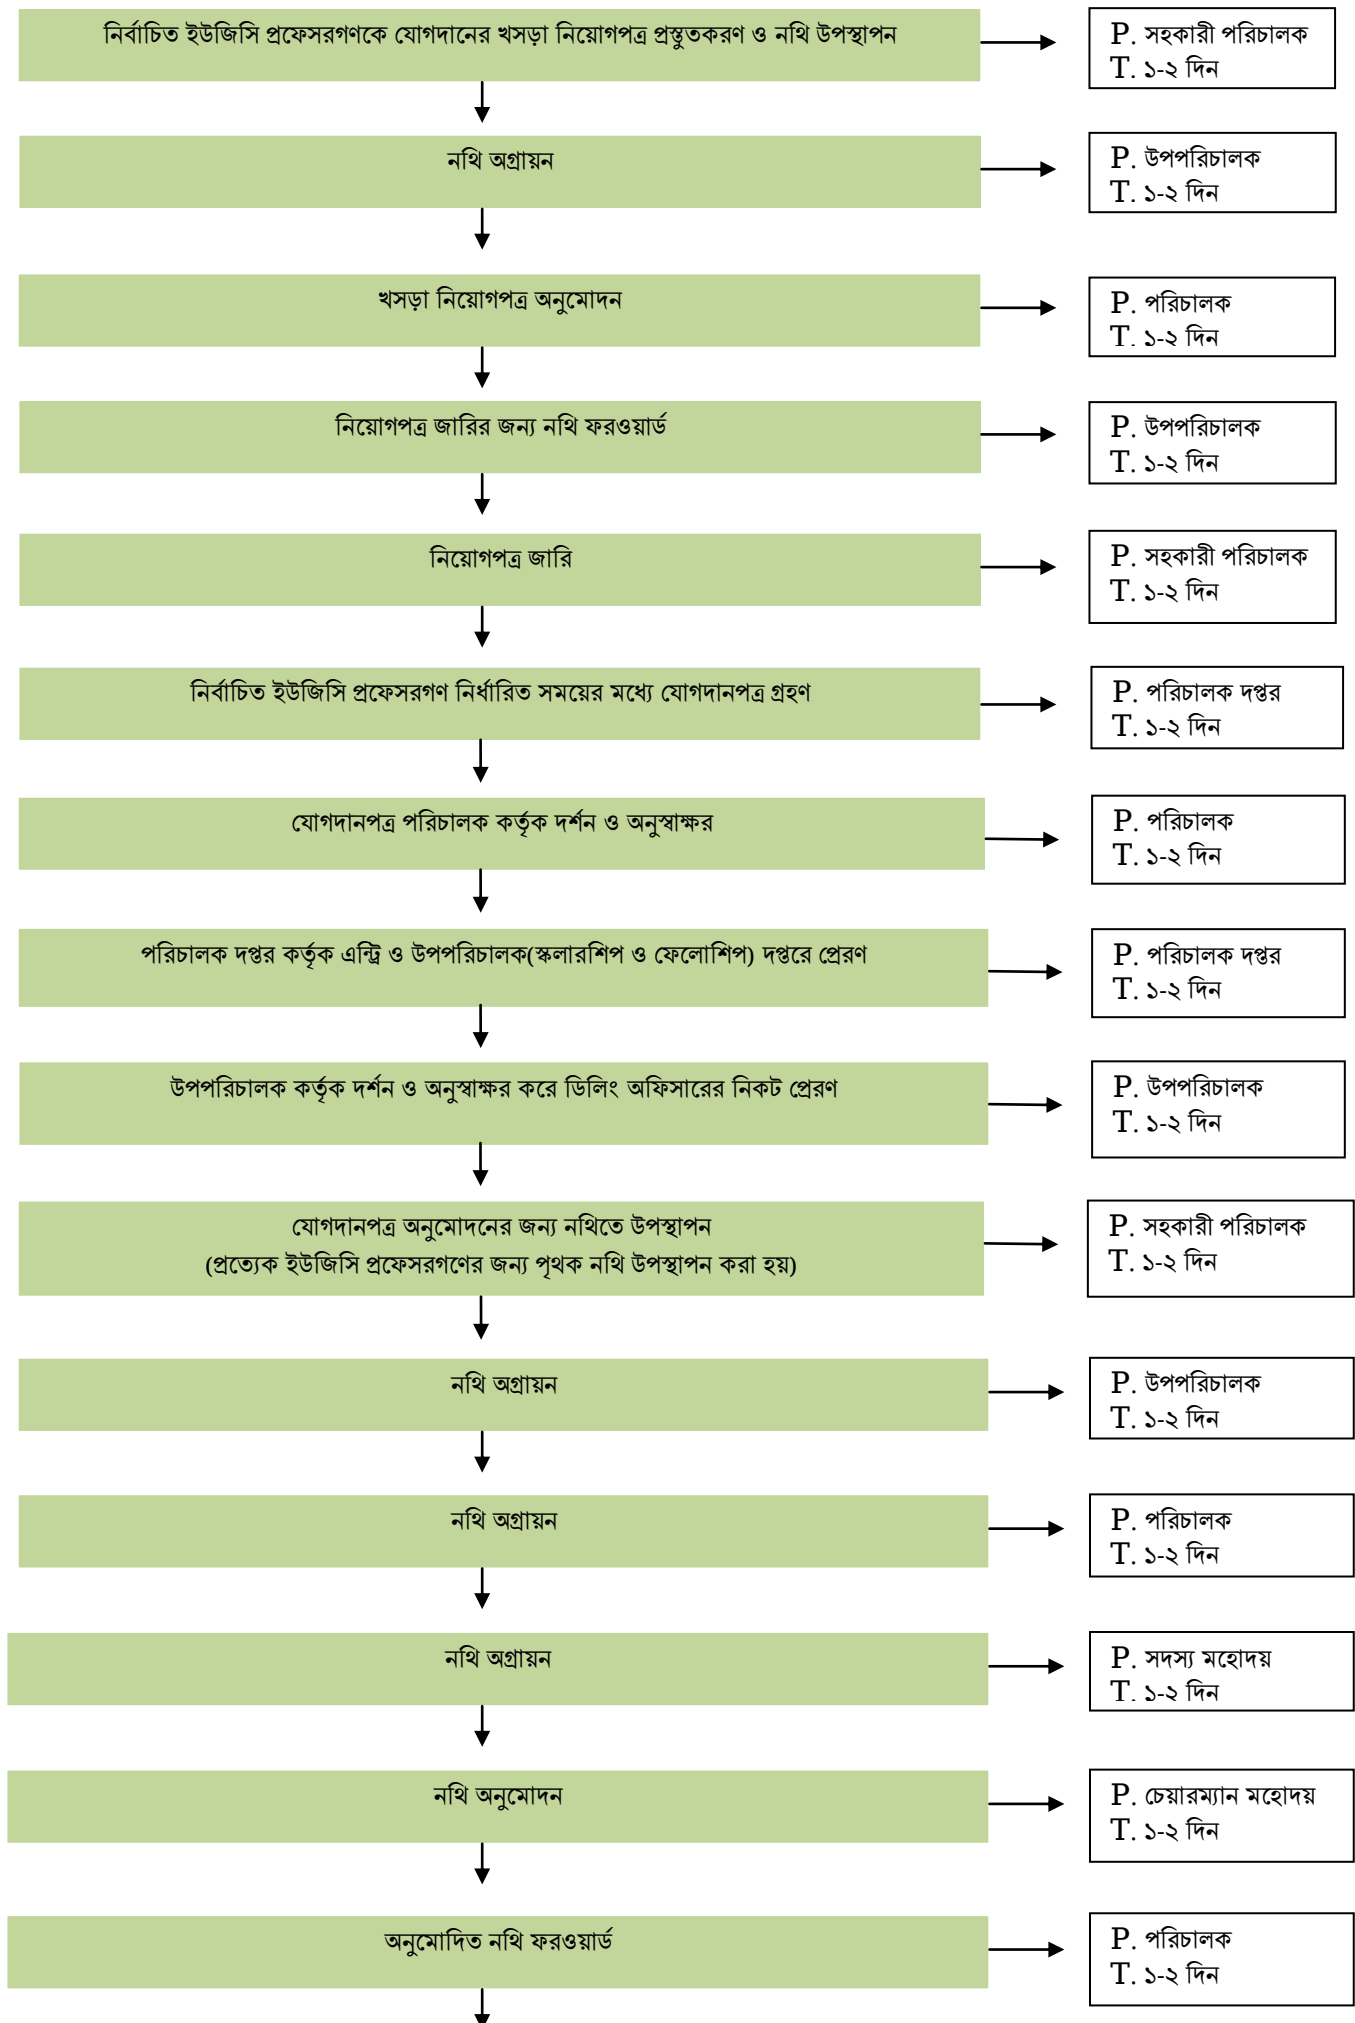 নির্বাচিত ইউজিসি প্রফেসরগণকে যোগদানের খসড়া নিয়োগপত্র প্রস্তুতকরণ ও নথি উপস্থাপন
P. সহকারী পরিচালক
T. ১-২ দিন
নথি অগ্রায়ন
P. উপপরিচালক
T. ১-২ দিন
খসড়া নিয়োগপত্র অনুমোদন
P. পরিচালক
T. ১-২ দিন
নিয়োগপত্র জারির জন্য নথি ফরওয়ার্ড
P. উপপরিচালক
T. ১-২ দিন
নিয়োগপত্র জারি
P. সহকারী পরিচালক
T. ১-২ দিন
নির্বাচিত ইউজিসি প্রফেসরগণ নির্ধারিত সময়ের মধ্যে যোগদানপত্র গ্রহণ
P. পরিচালক দপ্তর
T. ১-২ দিন
যোগদানপত্র পরিচালক কর্তৃক দর্শন ও অনুস্বাক্ষর
P. পরিচালক
T. ১-২ দিন
পরিচালক দপ্তর কর্তৃক এন্ট্রি ও উপপরিচালক(স্কলারশিপ ও ফেলোশিপ) দপ্তরে প্রেরণ
P. পরিচালক দপ্তর
T. ১-২ দিন
উপপরিচালক কর্তৃক দর্শন ও অনুস্বাক্ষর করে ডিলিং অফিসারের নিকট প্রেরণ
P. উপপরিচালক
T. ১-২ দিন
যোগদানপত্র অনুমোদনের জন্য নথিতে উপস্থাপন
(প্রত্যেক ইউজিসি প্রফেসরগণের জন্য পৃথক নথি উপস্থাপন করা হয়)
P. সহকারী পরিচালক
T. ১-২ দিন
নথি অগ্রায়ন
P. উপপরিচালক
T. ১-২ দিন
নথি অগ্রায়ন
P. পরিচালক
T. ১-২ দিন
নথি অগ্রায়ন
P. সদস্য মহোদয়
T. ১-২ দিন
নথি অনুমোদন
P. চেয়ারম্যান মহোদয়
T. ১-২ দিন
অনুমোদিত নথি ফরওয়ার্ড
P. পরিচালক
T. ১-২ দিন